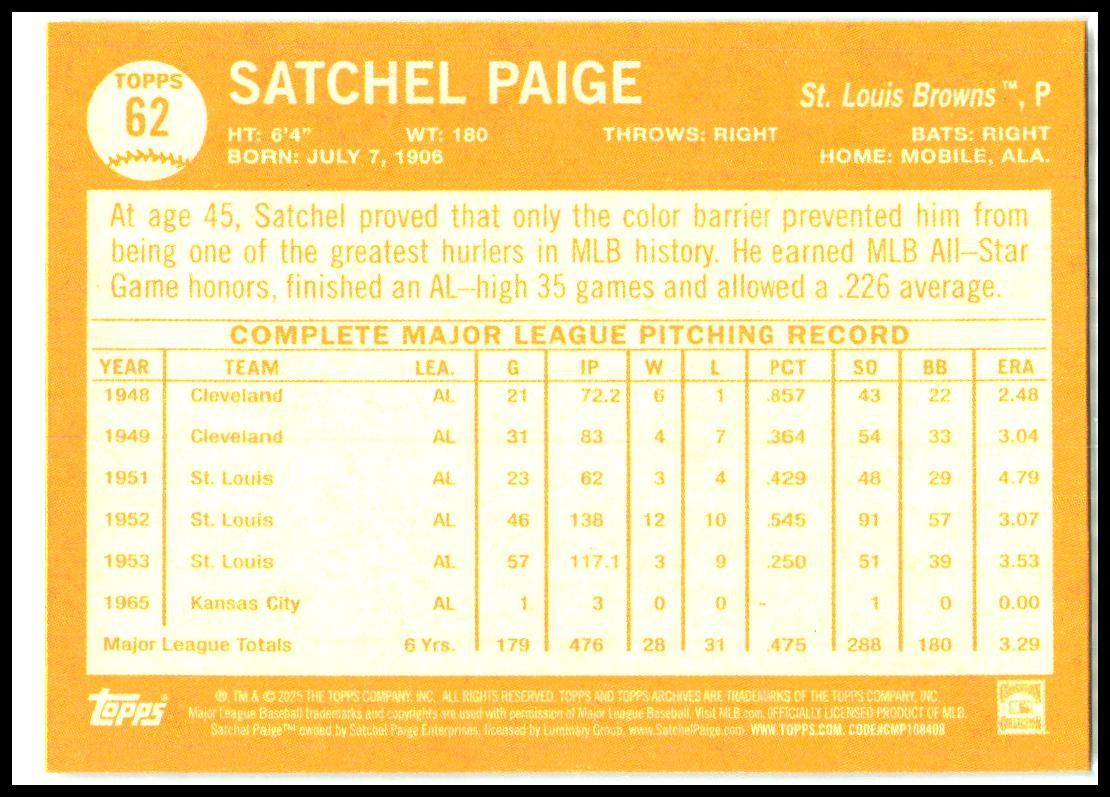 TOPPS
62
SATCHEL PAIGE
St. Louis Browns™, P
HT: 6'4" WT: 180 THROWS: RIGHT BATS: RIGHT
BORN: JULY 7, 1906 HOME: MOBILE, ALA.
At age 45, Satchel proved that only the color barrier prevented him from
being one of the greatest hurlers in MLB history. He earned MLB All–Star
Game honors, finished an AL–high 35 games and allowed a .226 average.
COMPLETE MAJOR LEAGUE PITCHING RECORD
YEAR TEAM LEA. G IP W L PCT SO BB ERA
1948 Cleveland AL 21 72.2 6 1 .857 43 22 2.48
1949 Cleveland AL 31 83 4 7 .364 54 33 3.04
1951 St. Louis AL 23 62 3 4 .429 48 29 4.79
1952 St. Louis AL 46 138 12 10 .545 91 57 3.07
1953 St. Louis AL 57 117.1 3 9 .250 51 39 3.53
1965 Kansas City AL 1 3 0 0 - 1 0 0.00
Major League Totals 6 Yrs. 179 476 28 31 .475 288 180 3.29
Topps®
®, TM & © 2025 THE TOPPS COMPANY, INC. ALL RIGHTS RESERVED. TOPPS AND TOPPS ARCHIVES ARE TRADEMARKS OF THE TOPPS COMPANY, INC.
Major League Baseball trademarks and copyrights are used with permission of Major League Baseball. Visit MLB.com. OFFICIALLY LICENSED PRODUCT OF MLB.
Satchel Paige™ owned by Satchel Paige Enterprises, licensed by Luminary Group, www.SatchelPaige.com WWW.TOPPS.COM. CODE#CMP108408